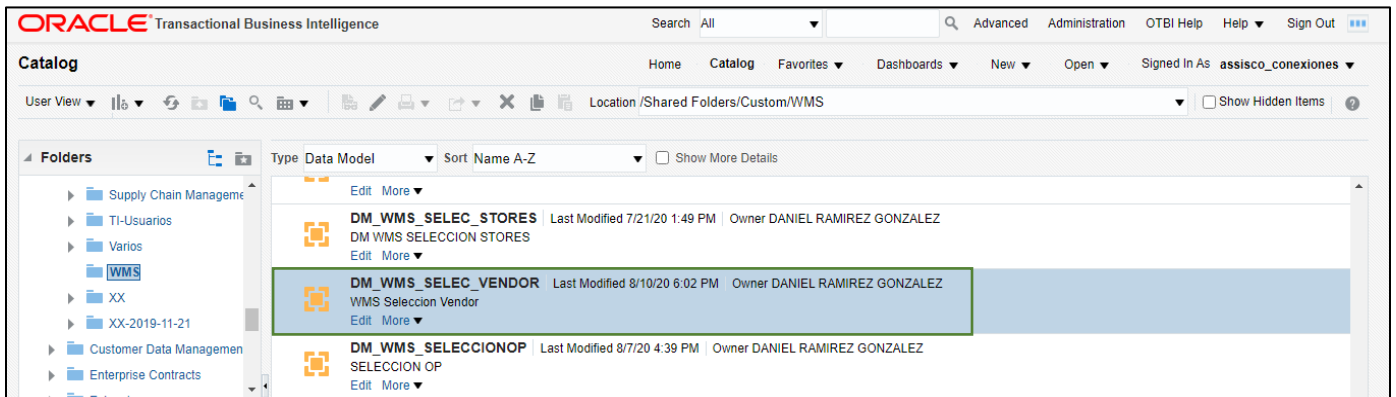 ORACLE Transactional Business Intelligence Search All Advanced Administration OTBI Help Help Sign Out
Catalog Home Catalog Favorites Dashboards New Open Signed In As assisco_conexiones
User View Location /Shared Folders/Custom/WMS Show Hidden Items
Folders
Supply Chain Manageme
TI-Usuarios
Varios
WMS
XX
XX-2019-11-21
Customer Data Managemen
Enterprise Contracts
Type Data Model Sort Name A-Z Show More Details
Edit More
DM_WMS_SELEC_STORES Last Modified 7/21/20 1:49 PM Owner DANIEL RAMIREZ GONZALEZ
DM WMS SELECCION STORES
Edit More
DM_WMS_SELEC_VENDOR Last Modified 8/10/20 6:02 PM Owner DANIEL RAMIREZ GONZALEZ
WMS Seleccion Vendor
Edit More
DM_WMS_SELECCIONOP Last Modified 8/7/20 4:39 PM Owner DANIEL RAMIREZ GONZALEZ
SELECCION OP
Edit More